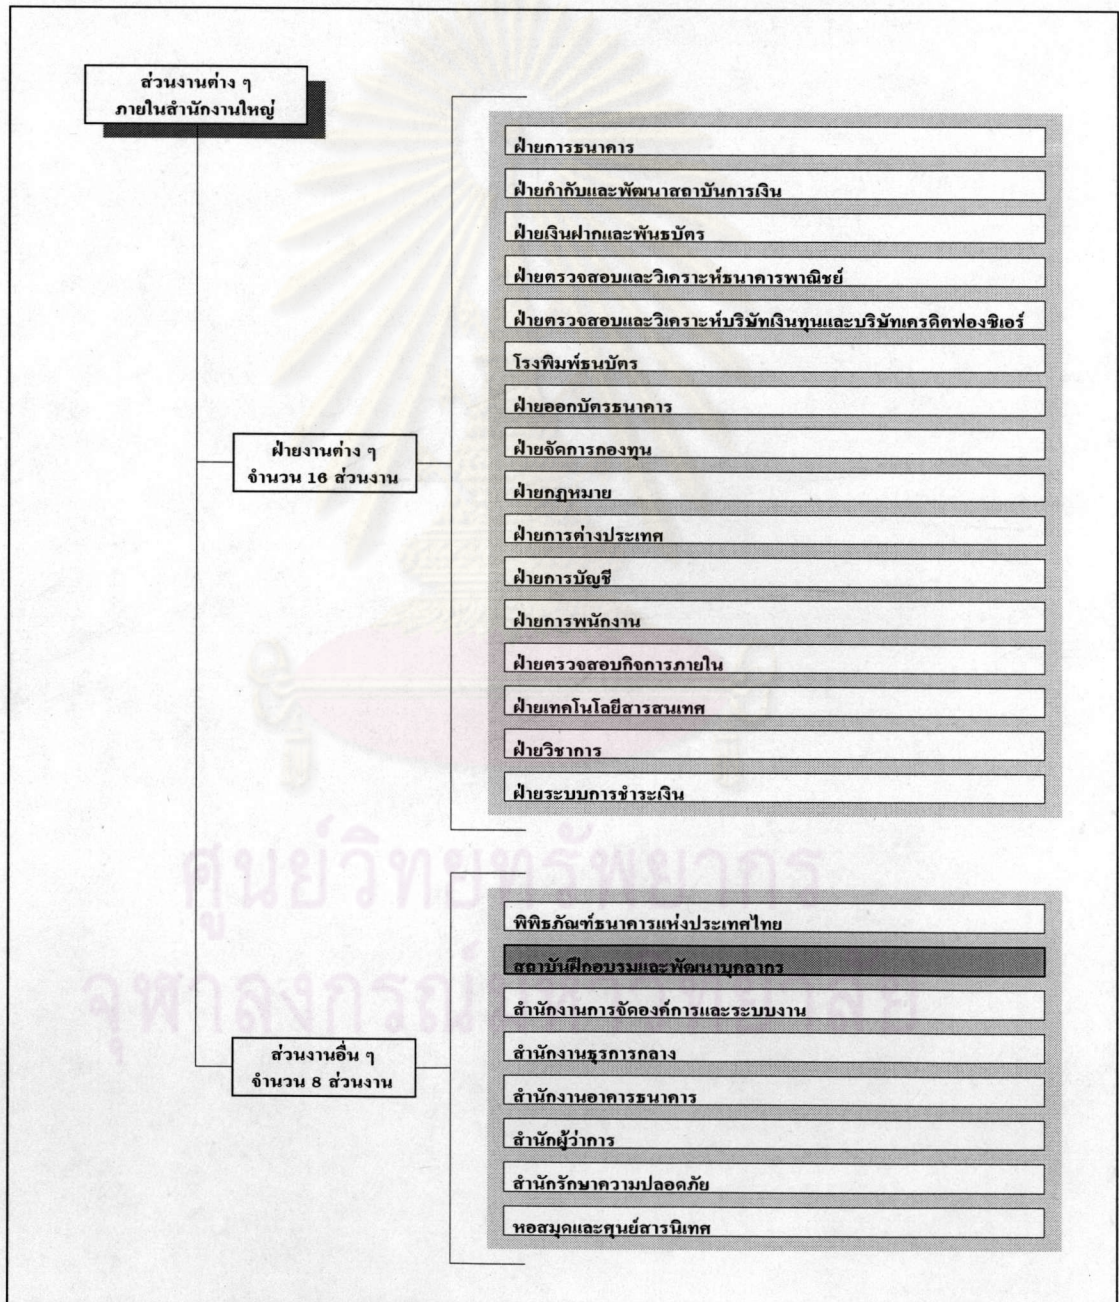 ส่วนงานต่าง ๆ
ภายในสำนักงานใหญ่
ฝ่ายงานต่าง ๆ
จำนวน 16 ส่วนงาน
ฝ่ายการธนาคาร
ฝ่ายกำกับและพัฒนาสถาบันการเงิน
ฝ่ายเงินฝากและพันธบัตร
ฝ่ายตรวจสอบและวิเคราะห์ธนาคารพาณิชย์
ฝ่ายตรวจสอบและวิเคราะห์บริษัทเงินทุนและบริษัทเครดิตฟองซิเอร์
โรงพิมพ์ธนบัตร
ฝ่ายออกบัตรธนาคาร
ฝ่ายจัดการกองทุน
ฝ่ายกฎหมาย
ฝ่ายการต่างประเทศ
ฝ่ายการบัญชี
ฝ่ายการพนักงาน
ฝ่ายตรวจสอบกิจการภายใน
ฝ่ายเทคโนโลยีสารสนเทศ
ฝ่ายวิชาการ
ฝ่ายระบบการชำระเงิน
ส่วนงานอื่น ๆ
จำนวน 8 ส่วนงาน
พิพิธภัณฑ์ธนาคารแห่งประเทศไทย
สถาบันฝึกอบรมและพัฒนาบุคลากร
สำนักงานการจัดองค์การและระบบงาน
สำนักงานธุรการกลาง
สำนักงานอาคารธนาคาร
สำนักผู้ว่าการ
สำนักรักษาความปลอดภัย
หอสมุดและศูนย์สารนิเทศ
ศูนย์วิทยทรัพยากร
จุฬาลงกรณ์มหาวิทยาลัย